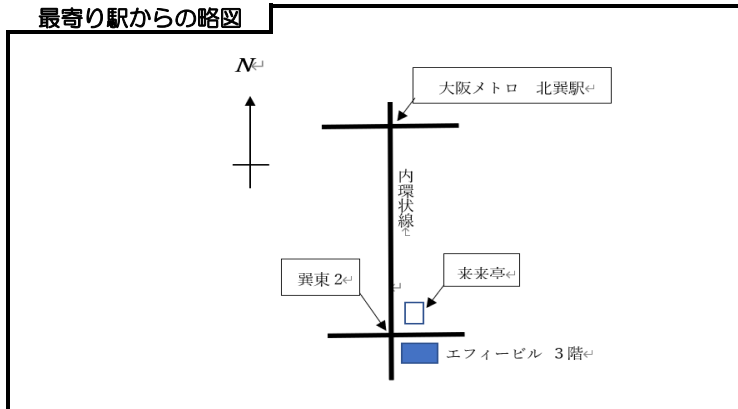 最寄り駅からの略図
N
大阪メトロ　北巽駅
内環状線
巽東2
来来亭
エフィービル 3階